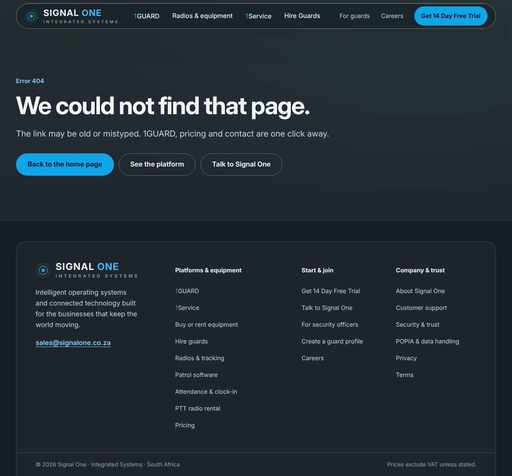 SIGNAL ONE
INTEGRATED SYSTEMS
1GUARD
Radios & equipment
1Service
Hire Guards
For guards
Careers
Get 14 Day Free Trial
Error 404
We could not find that page.
The link may be old or mistyped. 1GUARD, pricing and contact are one click away.
Back to the home page
See the platform
Talk to Signal One
SIGNAL ONE
INTEGRATED SYSTEMS
Intelligent operating systems
and connected technology built
for the businesses that keep the
world moving.
sales@signalone.co.za
Platforms & equipment
1GUARD
1Service
Buy or rent equipment
Hire guards
Radios & tracking
Patrol software
Attendance & clock-in
PTT radio rental
Pricing
Start & join
Get 14 Day Free Trial
Talk to Signal One
For security officers
Create a guard profile
Careers
Company & trust
About Signal One
Customer support
Security & trust
POPIA & data handling
Privacy
Terms
© 2026 Signal One · Integrated Systems · South Africa
Prices exclude VAT unless stated.